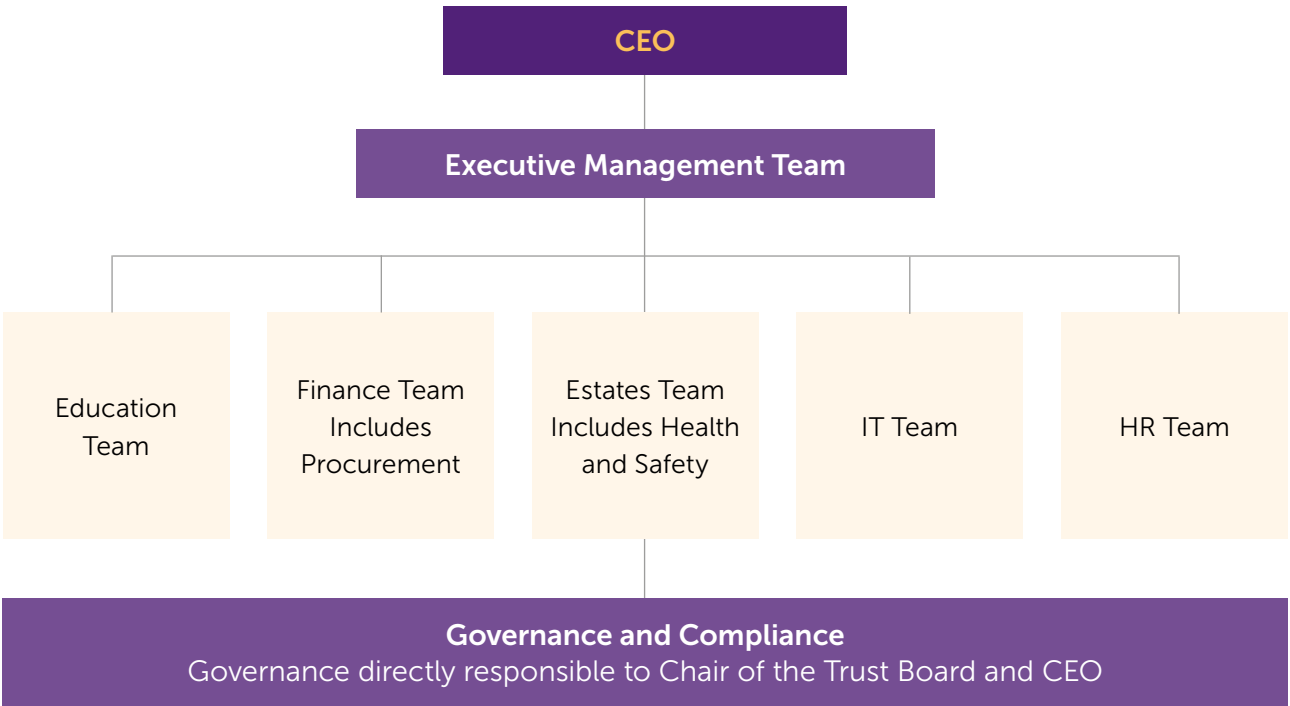 CEO
Executive Management Team
Education
Team
Finance Team
Includes
Procurement
Estates Team
Includes Health
and Safety
IT Team
HR Team
Governance and Compliance
Governance directly responsible to Chair of the Trust Board and CEO